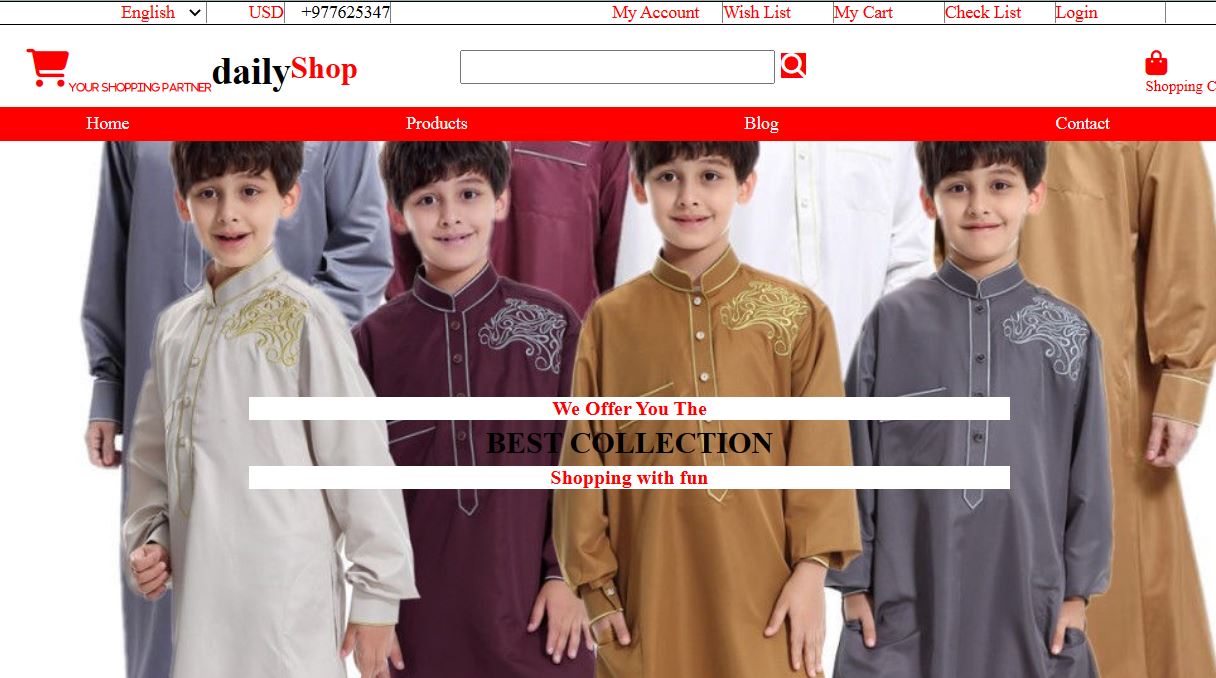 English USD +977625347 My Account Wish List My Cart Check List Login
YOUR SHOPPING PARTNER dailyShop
Shopping C
Home Products Blog Contact
We Offer You The
BEST COLLECTION
Shopping with fun